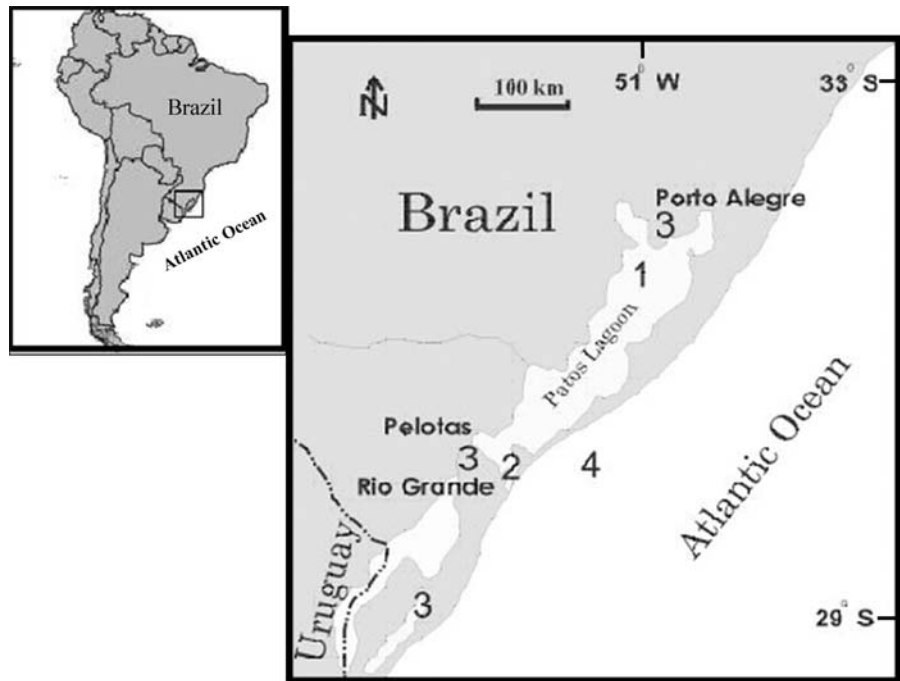 Brazil
Atlantic Ocean
N
100 km
51° W
33° S
Brazil
Porto Alegre
3
1
Patos Lagoon
Pelotas
3
2
4
Rio Grande
Atlantic Ocean
Uruguay
3
29° S